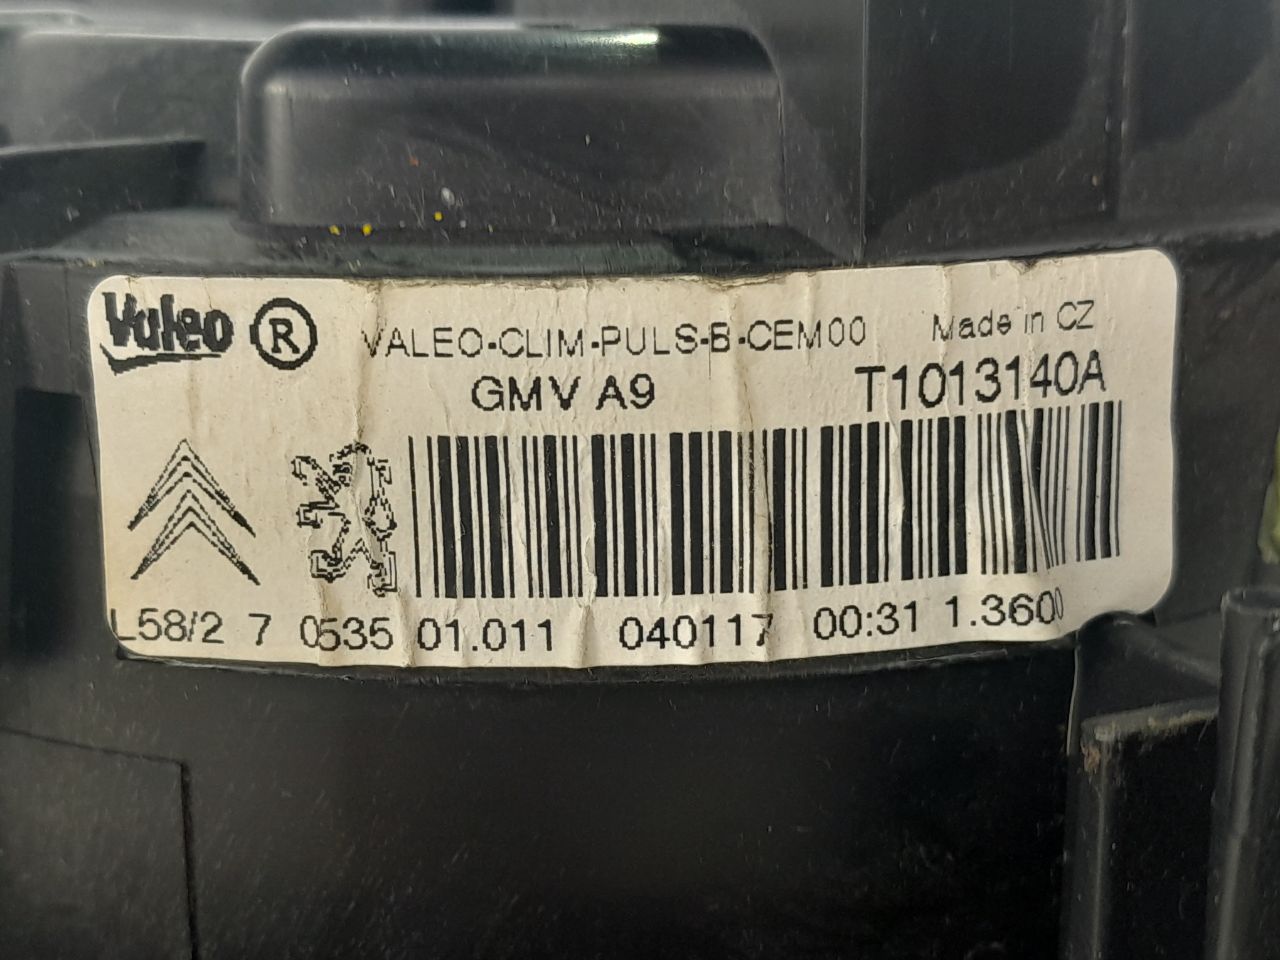 Valeo ® VALEO-CLIM-PULS-B-CEM00 Made in CZ
GMV A9 T1013140A
L58/2 7 0535 01.011 040117 00:31 1.3600